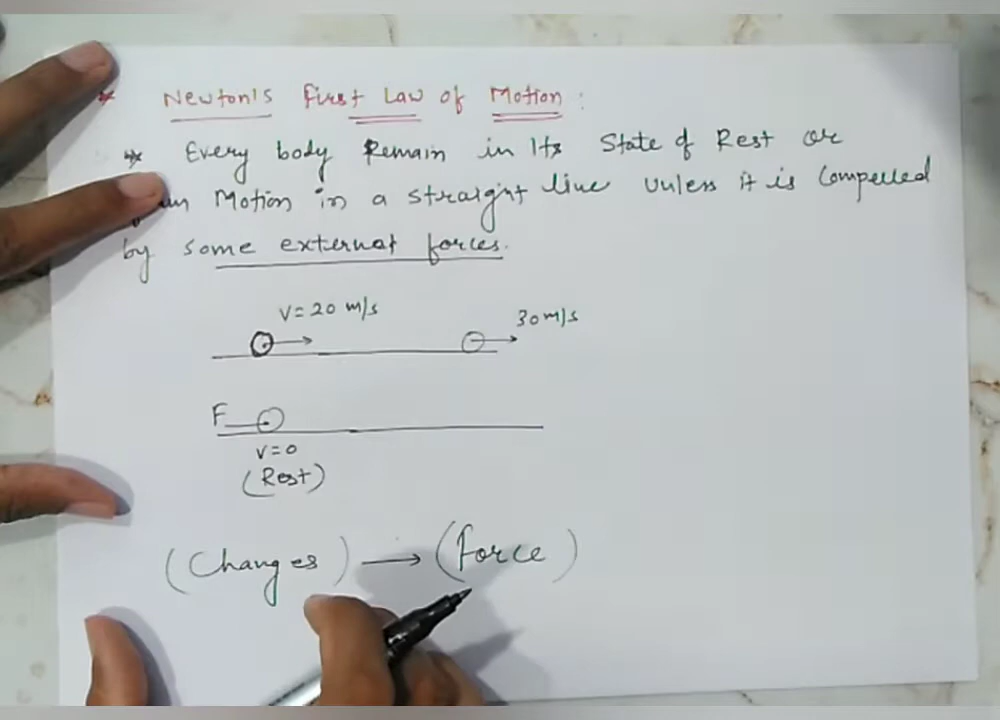 * Newton's First Law of Motion :
* Every body Remain in Its State of Rest or
Motion in a straight line unless it is Compelled
by some external forces.
V=20 m/s
30 m/s
F
V=0
(Rest)
(Changes) → (force)